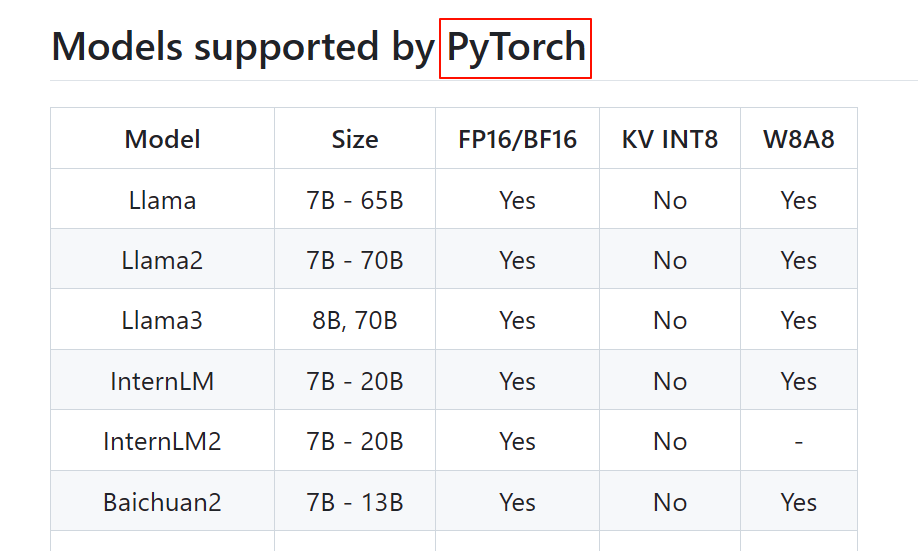 Models supported by PyTorch
Model Size FP16/BF16 KV INT8 W8A8
Llama 7B - 65B Yes No Yes
Llama2 7B - 70B Yes No Yes
Llama3 8B, 70B Yes No Yes
InternLM 7B - 20B Yes No Yes
InternLM2 7B - 20B Yes No -
Baichuan2 7B - 13B Yes No Yes